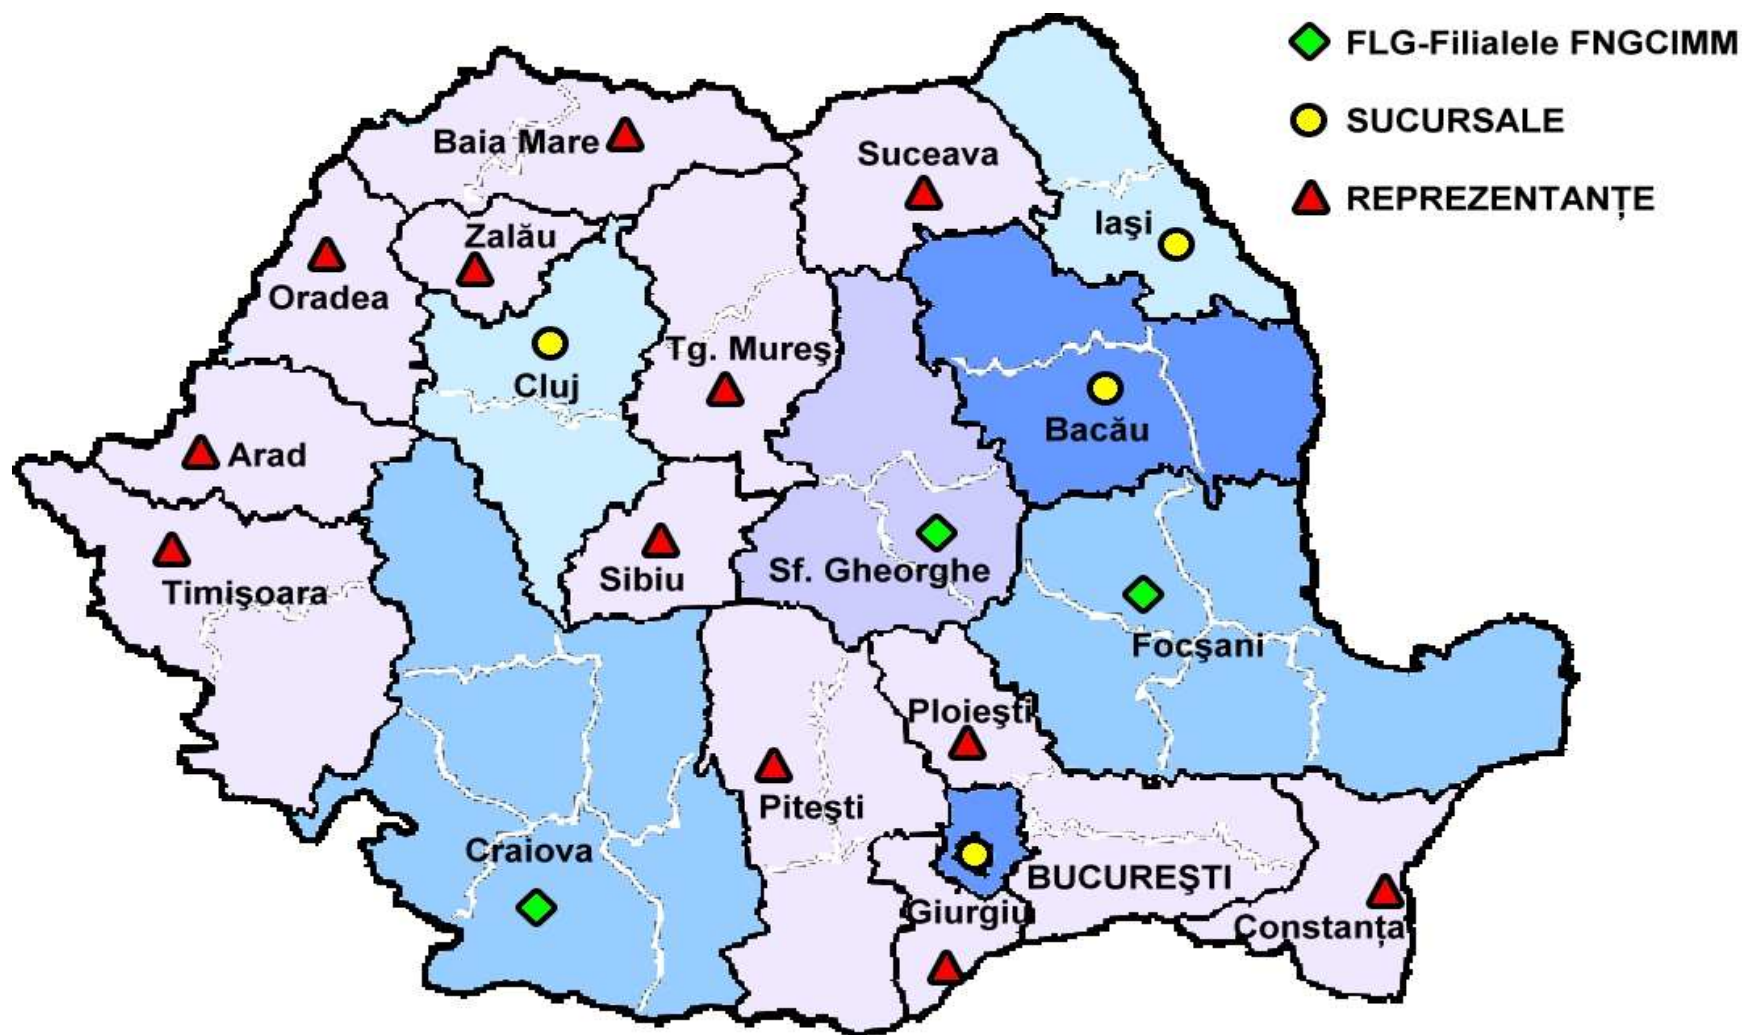 FLG-Filialele FNGCIMM
SUCURSALE
REPREZENTANȚE
Baia Mare
Suceava
Iaşi
Zalău
Oradea
Tg. Mureş
Cluj
Bacău
Arad
Timişoara
Sibiu
Sf. Gheorghe
Focşani
Ploieşti
Piteşti
Craiova
BUCUREŞTI
Giurgiu
Constanța